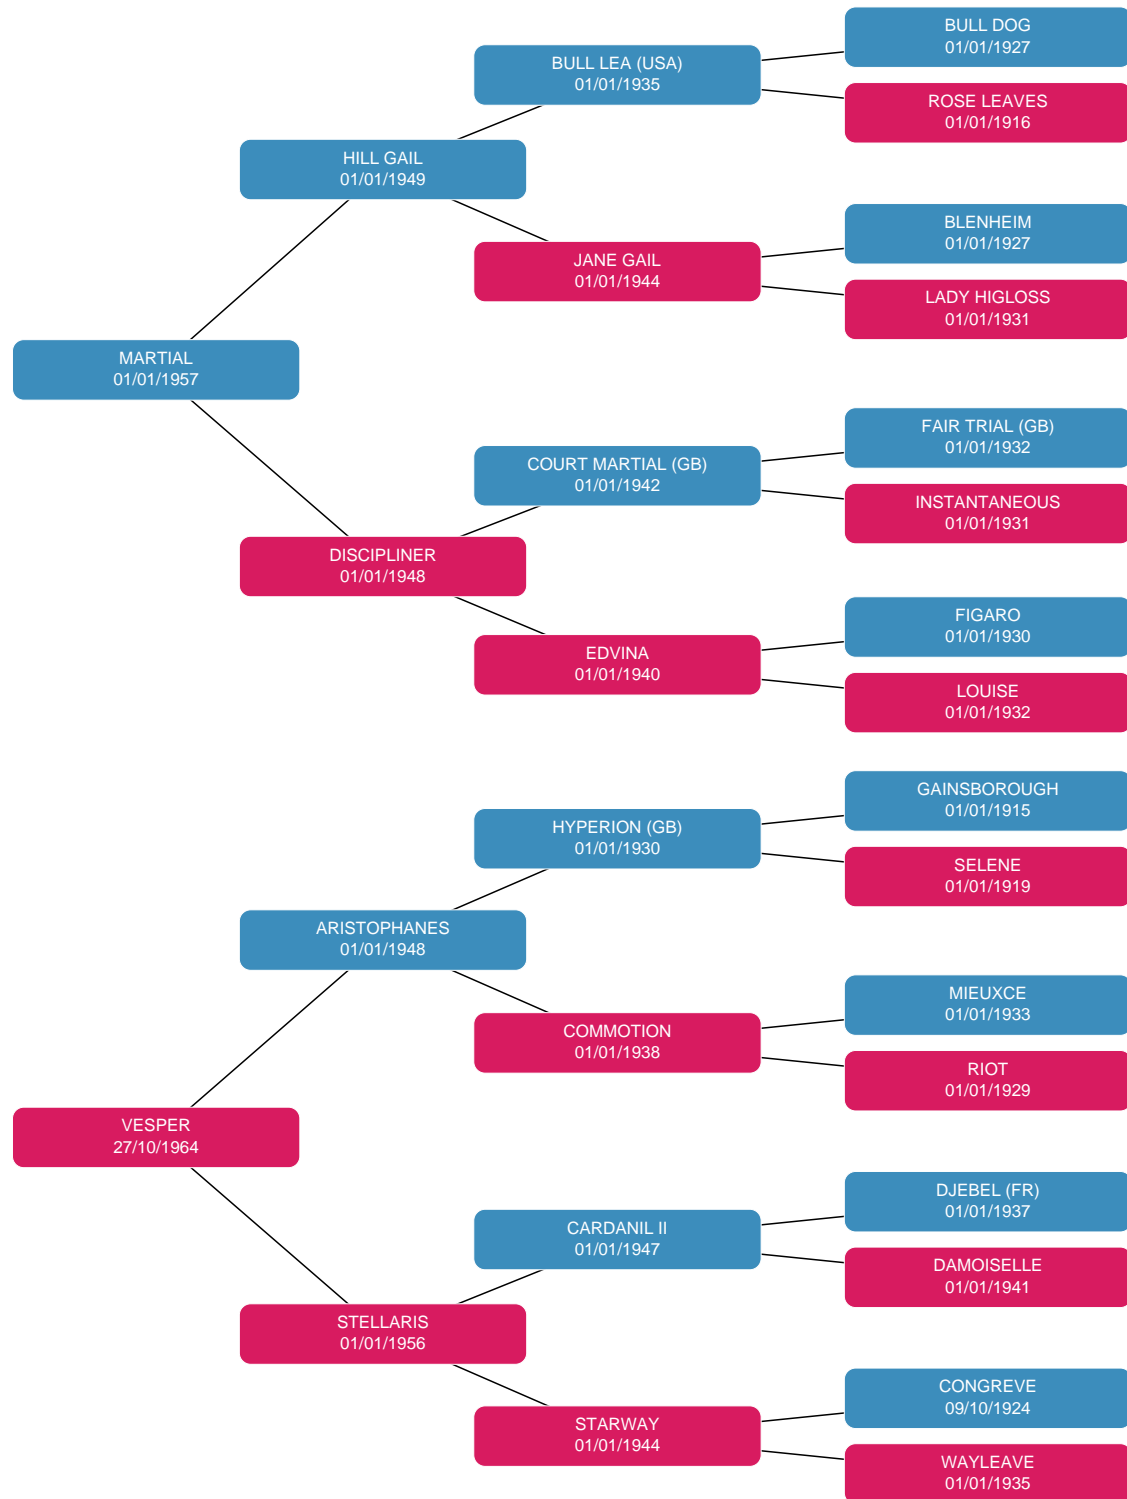 BULL DOG
01/01/1927
BULL LEA (USA)
01/01/1935
ROSE LEAVES
01/01/1916
HILL GAIL
01/01/1949
BLENHEIM
01/01/1927
JANE GAIL
01/01/1944
LADY HIGLOSS
01/01/1931
MARTIAL
01/01/1957
FAIR TRIAL (GB)
01/01/1932
COURT MARTIAL (GB)
01/01/1942
INSTANTANEOUS
01/01/1931
DISCIPLINER
01/01/1948
FIGARO
01/01/1930
EDVINA
01/01/1940
LOUISE
01/01/1932
GAINSBOROUGH
01/01/1915
HYPERION (GB)
01/01/1930
SELENE
01/01/1919
ARISTOPHANES
01/01/1948
MIEUXCE
01/01/1933
COMMOTION
01/01/1938
RIOT
01/01/1929
VESPER
27/10/1964
DJEBEL (FR)
01/01/1937
CARDANIL II
01/01/1947
DAMOISELLE
01/01/1941
STELLARIS
01/01/1956
CONGREVE
09/10/1924
STARWAY
01/01/1944
WAYLEAVE
01/01/1935